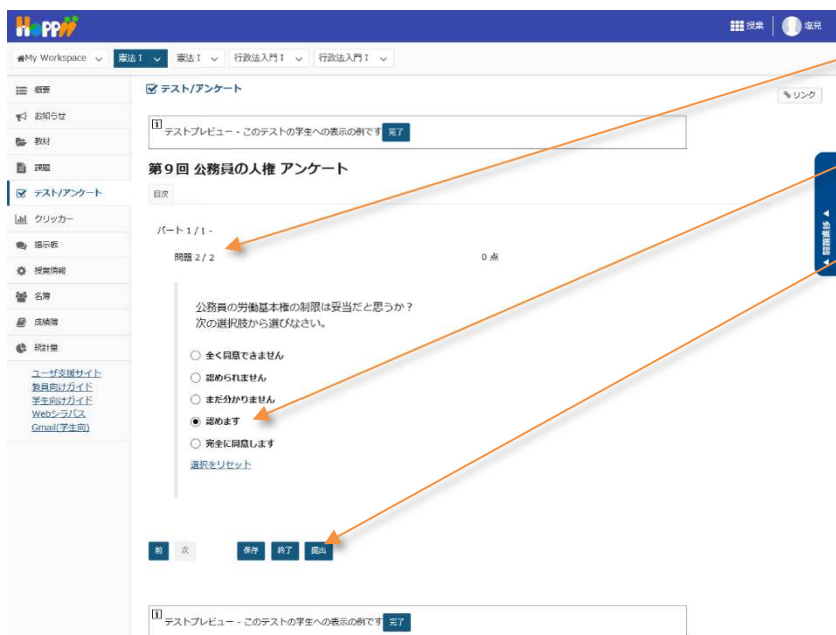 HOPPII
授業
塩見
My Workspace
憲法Ⅰ
憲法Ⅰ
行政法入門Ⅰ
行政法入門Ⅰ
概要
お知らせ
教材
課題
テスト/アンケート
クリッカー
掲示板
授業情報
名簿
成績簿
統計量
ユーザ支援サイト
教員向けガイド
学生向けガイド
Webシラバス
Gmail(学生向)
テスト/アンケート
リンク
テストプレビュー - このテストの学生への表示の例です 完了
第9回 公務員の人権 アンケート
目次
パート 1 / 1 -
問題 2 / 2
0 点
公務員の労働基本権の制限は妥当だと思うか？
次の選択肢から選びなさい。
全く同意できません
認められません
まだ分かりません
認めます
完全に同意します
選択をリセット
前
次
保存
終了
提出
テストプレビュー - このテストの学生への表示の例です 完了